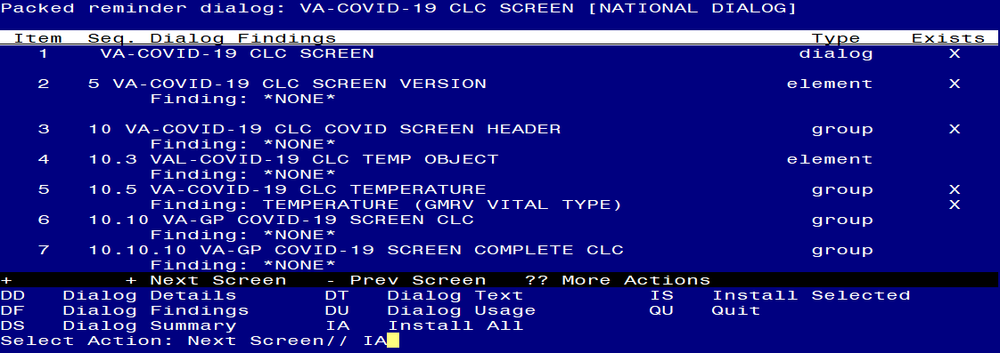 Packed reminder dialog: VA-COVID-19 CLC SCREEN [NATIONAL DIALOG]
Item Seq. Dialog Findings Type Exists
1 VA-COVID-19 CLC SCREEN dialog X
2 5 VA-COVID-19 CLC SCREEN VERSION element X
Finding: *NONE*
3 10 VA-COVID-19 CLC COVID SCREEN HEADER group X
Finding: *NONE*
4 10.3 VAL-COVID-19 CLC TEMP OBJECT element
Finding: *NONE*
5 10.5 VA-COVID-19 CLC TEMPERATURE group X
Finding: TEMPERATURE (GMRV VITAL TYPE) X
6 10.10 VA-GP COVID-19 SCREEN CLC group
Finding: *NONE*
7 10.10.10 VA-GP COVID-19 SCREEN COMPLETE CLC group
Finding: *NONE*
+ + Next Screen - Prev Screen ?? More Actions
DD Dialog Details DT Dialog Text IS Install Selected
DF Dialog Findings DU Dialog Usage QU Quit
DS Dialog Summary IA Install All
Select Action: Next Screen// IA